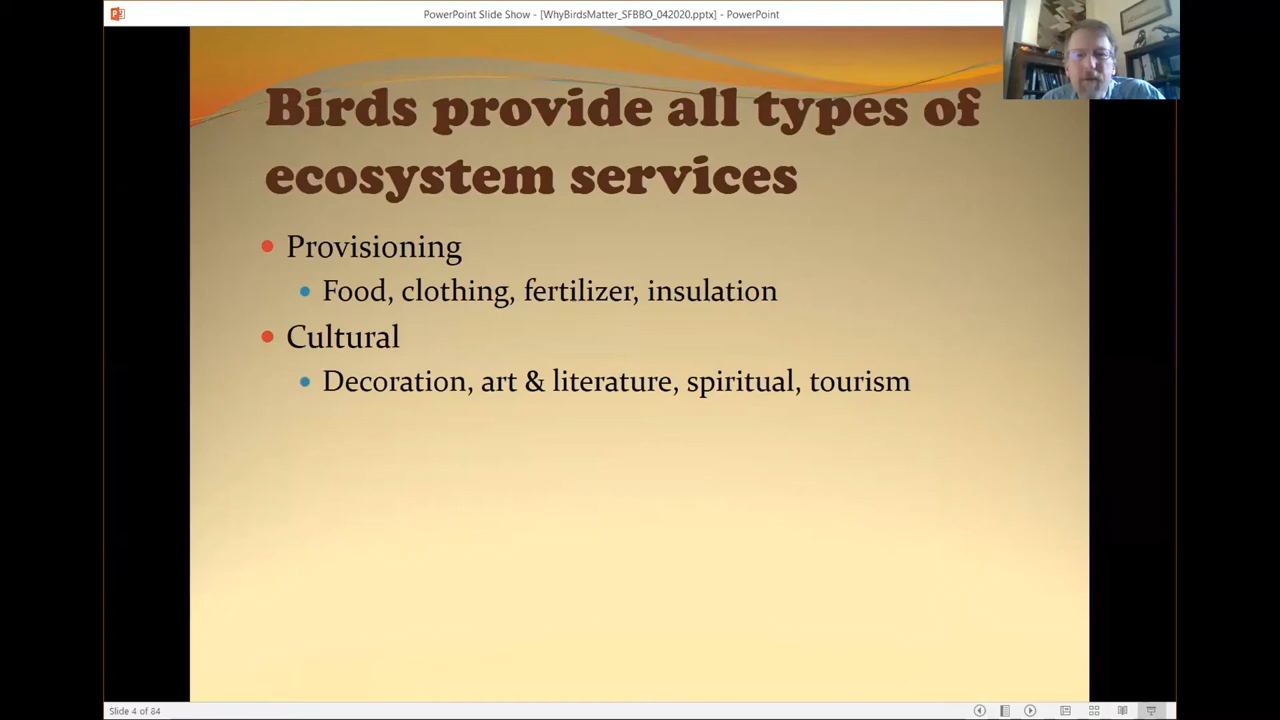 PowerPoint Slide Show - [WhyBirdsMatter_SFBBO_042020.pptx] - PowerPoint
Birds provide all types of
ecosystem services
Provisioning
Food, clothing, fertilizer, insulation
Cultural
Decoration, art & literature, spiritual, tourism
Slide 4 of 84